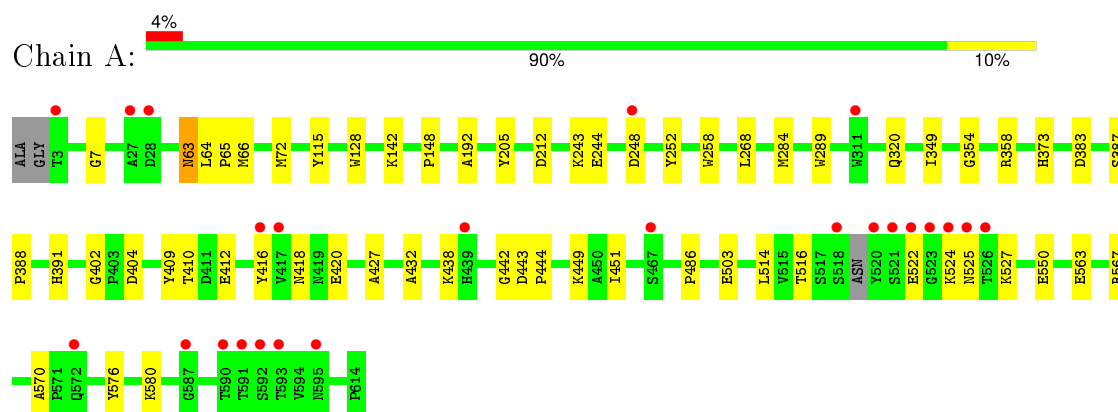 4%
Chain A:
90%
10%
ALA GLY T3 G7 A27 D28 N63 L64 P65 M66 M72 Y115 W128 K142 P148 A192 Y205 D212 K243 E244 D248 Y252 W258 L268 M284 W289 W311 Q320 I349 G354 R358 H373 D383 S387
P388 H391 G402 P403 D404 Y409 T410 D411 E412 Y416 V417 N418 N419 E420 A427 A432 K438 H439 G442 D443 P444 K449 A450 I451 S467 P486 E503 L514 V515 T516 S517 S518 ASN Y520 S521 E522 G523 K524 N525 T526 K527 E550 E563 R567
A570 P571 Q572 Y576 K580 G587 T590 T591 S592 T593 V594 N595 P614